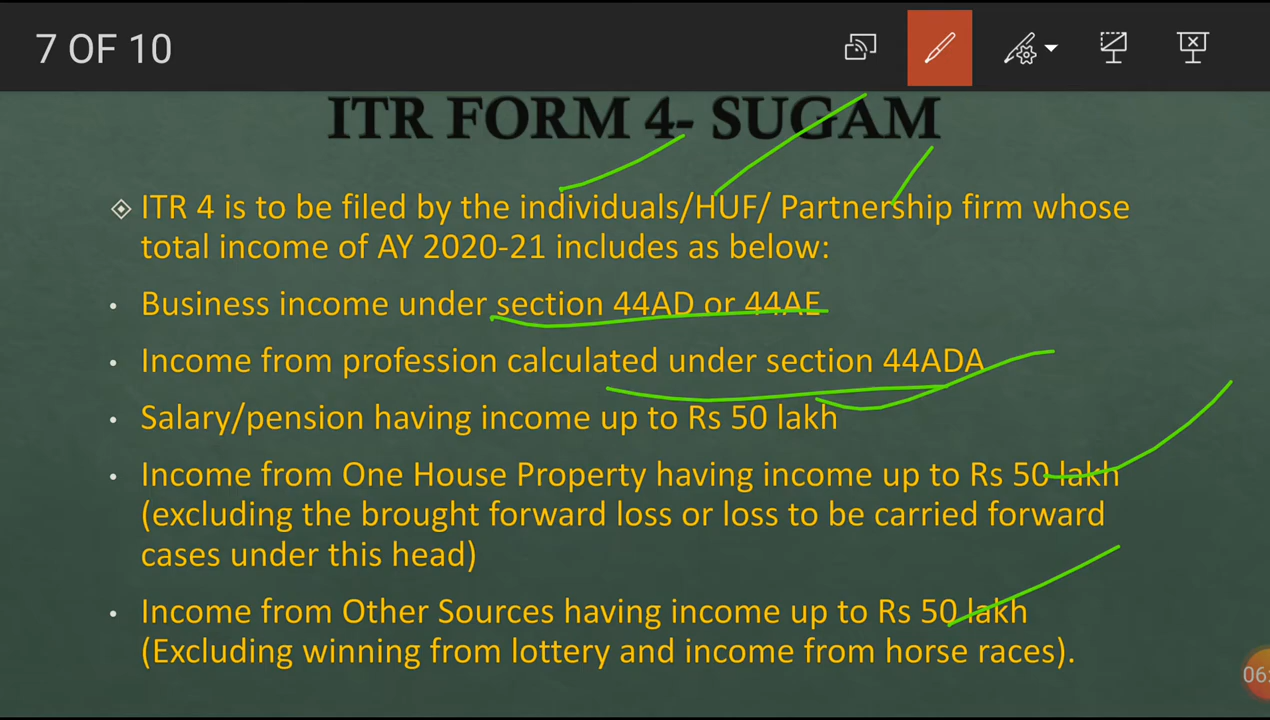 7 OF 10
ITR FORM 4- SUGAM
ITR 4 is to be filed by the individuals/HUF/ Partnership firm whose
total income of AY 2020-21 includes as below:
• Business income under section 44AD or 44AE
• Income from profession calculated under section 44ADA
• Salary/pension having income up to Rs 50 lakh
• Income from One House Property having income up to Rs 50 lakh
(excluding the brought forward loss or loss to be carried forward
cases under this head)
• Income from Other Sources having income up to Rs 50 lakh
(Excluding winning from lottery and income from horse races).